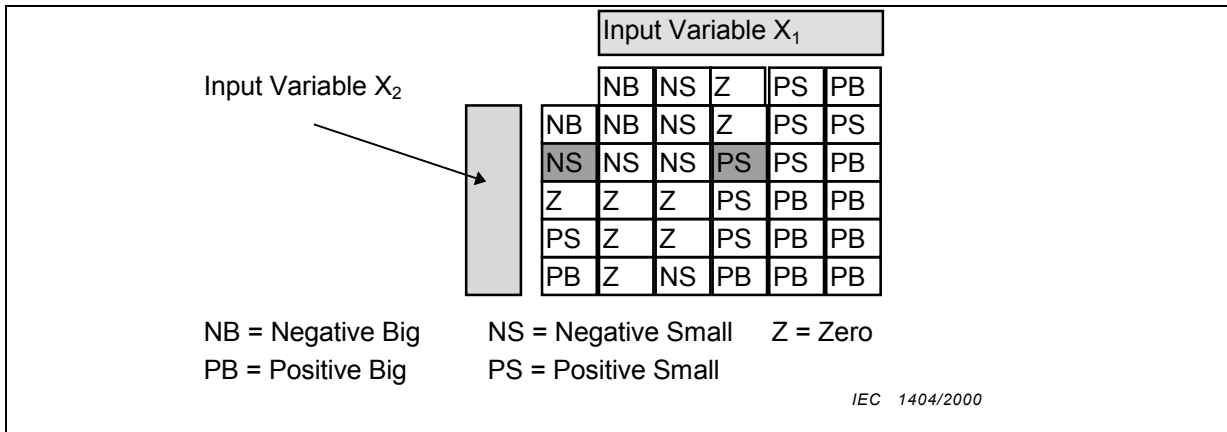 Input Variable X₁
Input Variable X₂
NB NS Z PS PB
NB NB NS Z PS PS
NS NS NS PS PS PB
Z Z Z PS PB PB
PS Z Z PS PB PB
PB Z NS PB PB PB
NB = Negative Big NS = Negative Small Z = Zero
PB = Positive Big PS = Positive Small
IEC 1404/2000